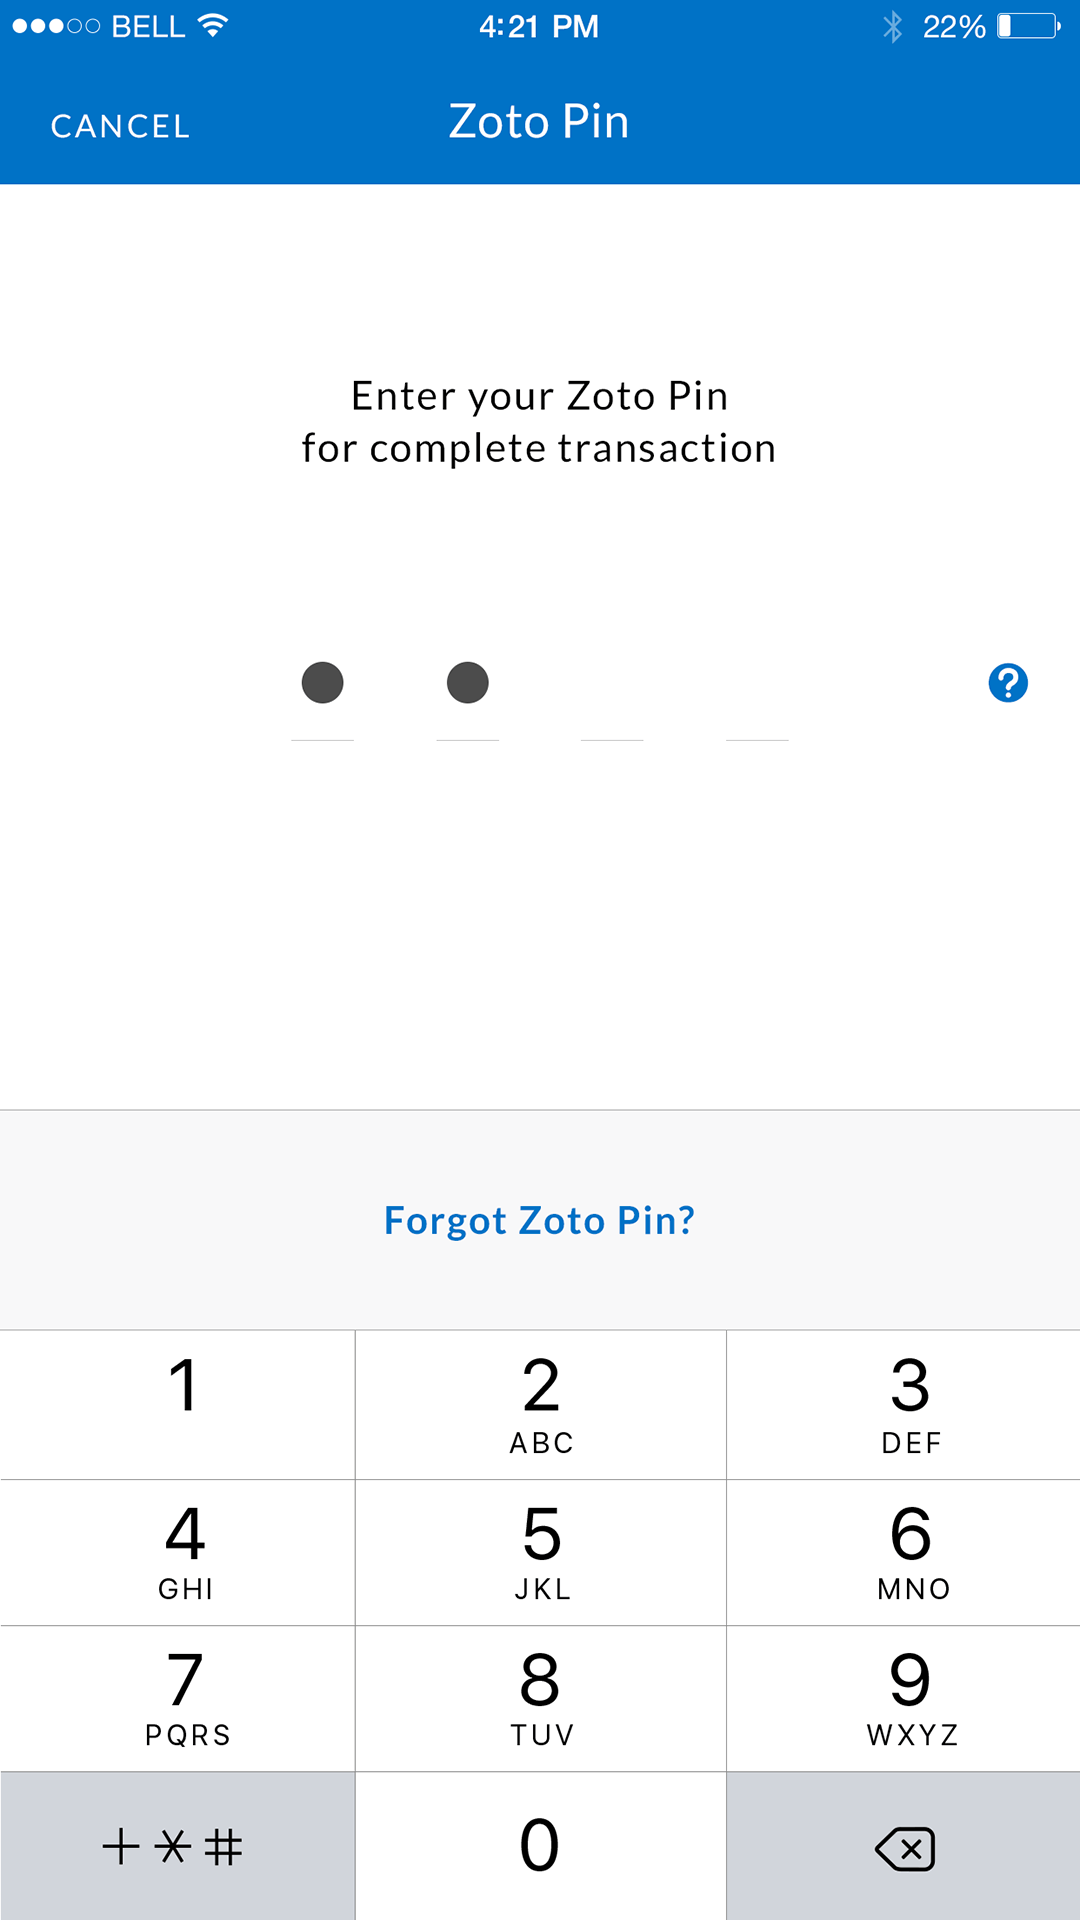 BELL 4:21 PM 22%
CANCEL Zoto Pin
Enter your Zoto Pin
for complete transaction
?
Forgot Zoto Pin?
1 2 3
ABC DEF
4 5 6
GHI JKL MNO
7 8 9
PQRS TUV WXYZ
+*# 0